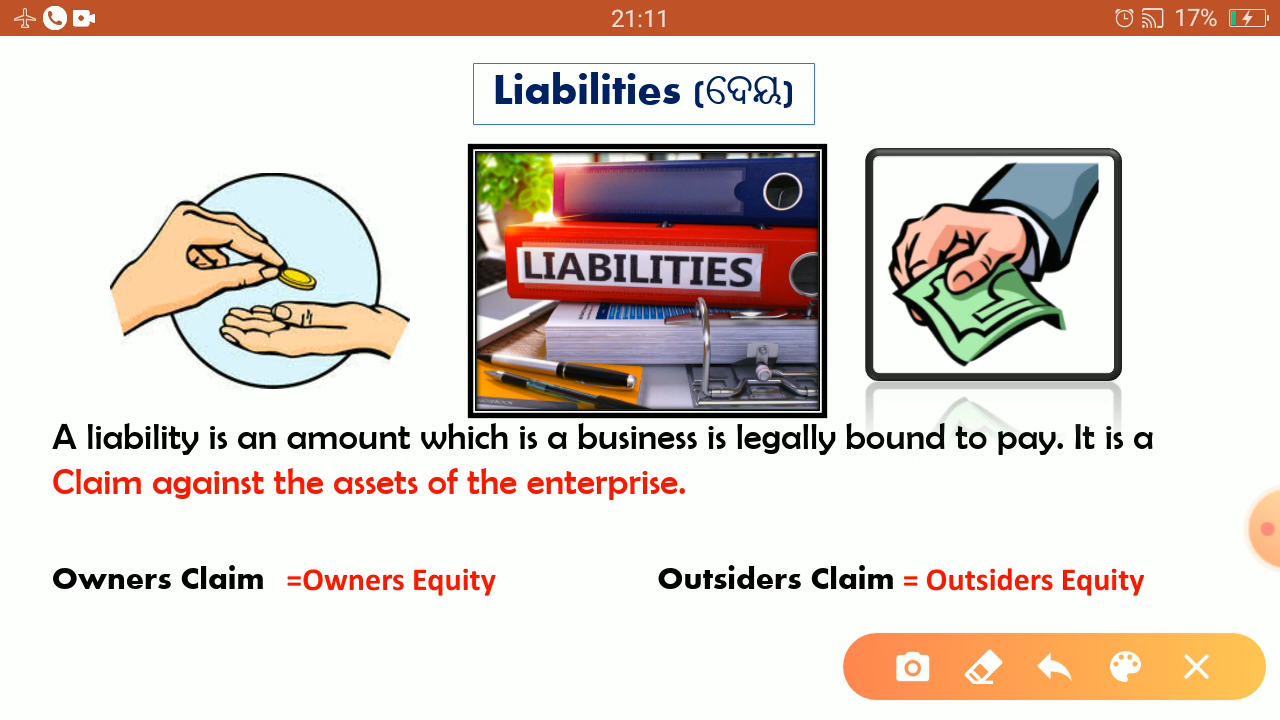 21:11
17%
Liabilities (ଦେୟ)
LIABILITIES
A liability is an amount which is a business is legally bound to pay. It is a
Claim against the assets of the enterprise.
Owners Claim =Owners Equity
Outsiders Claim = Outsiders Equity